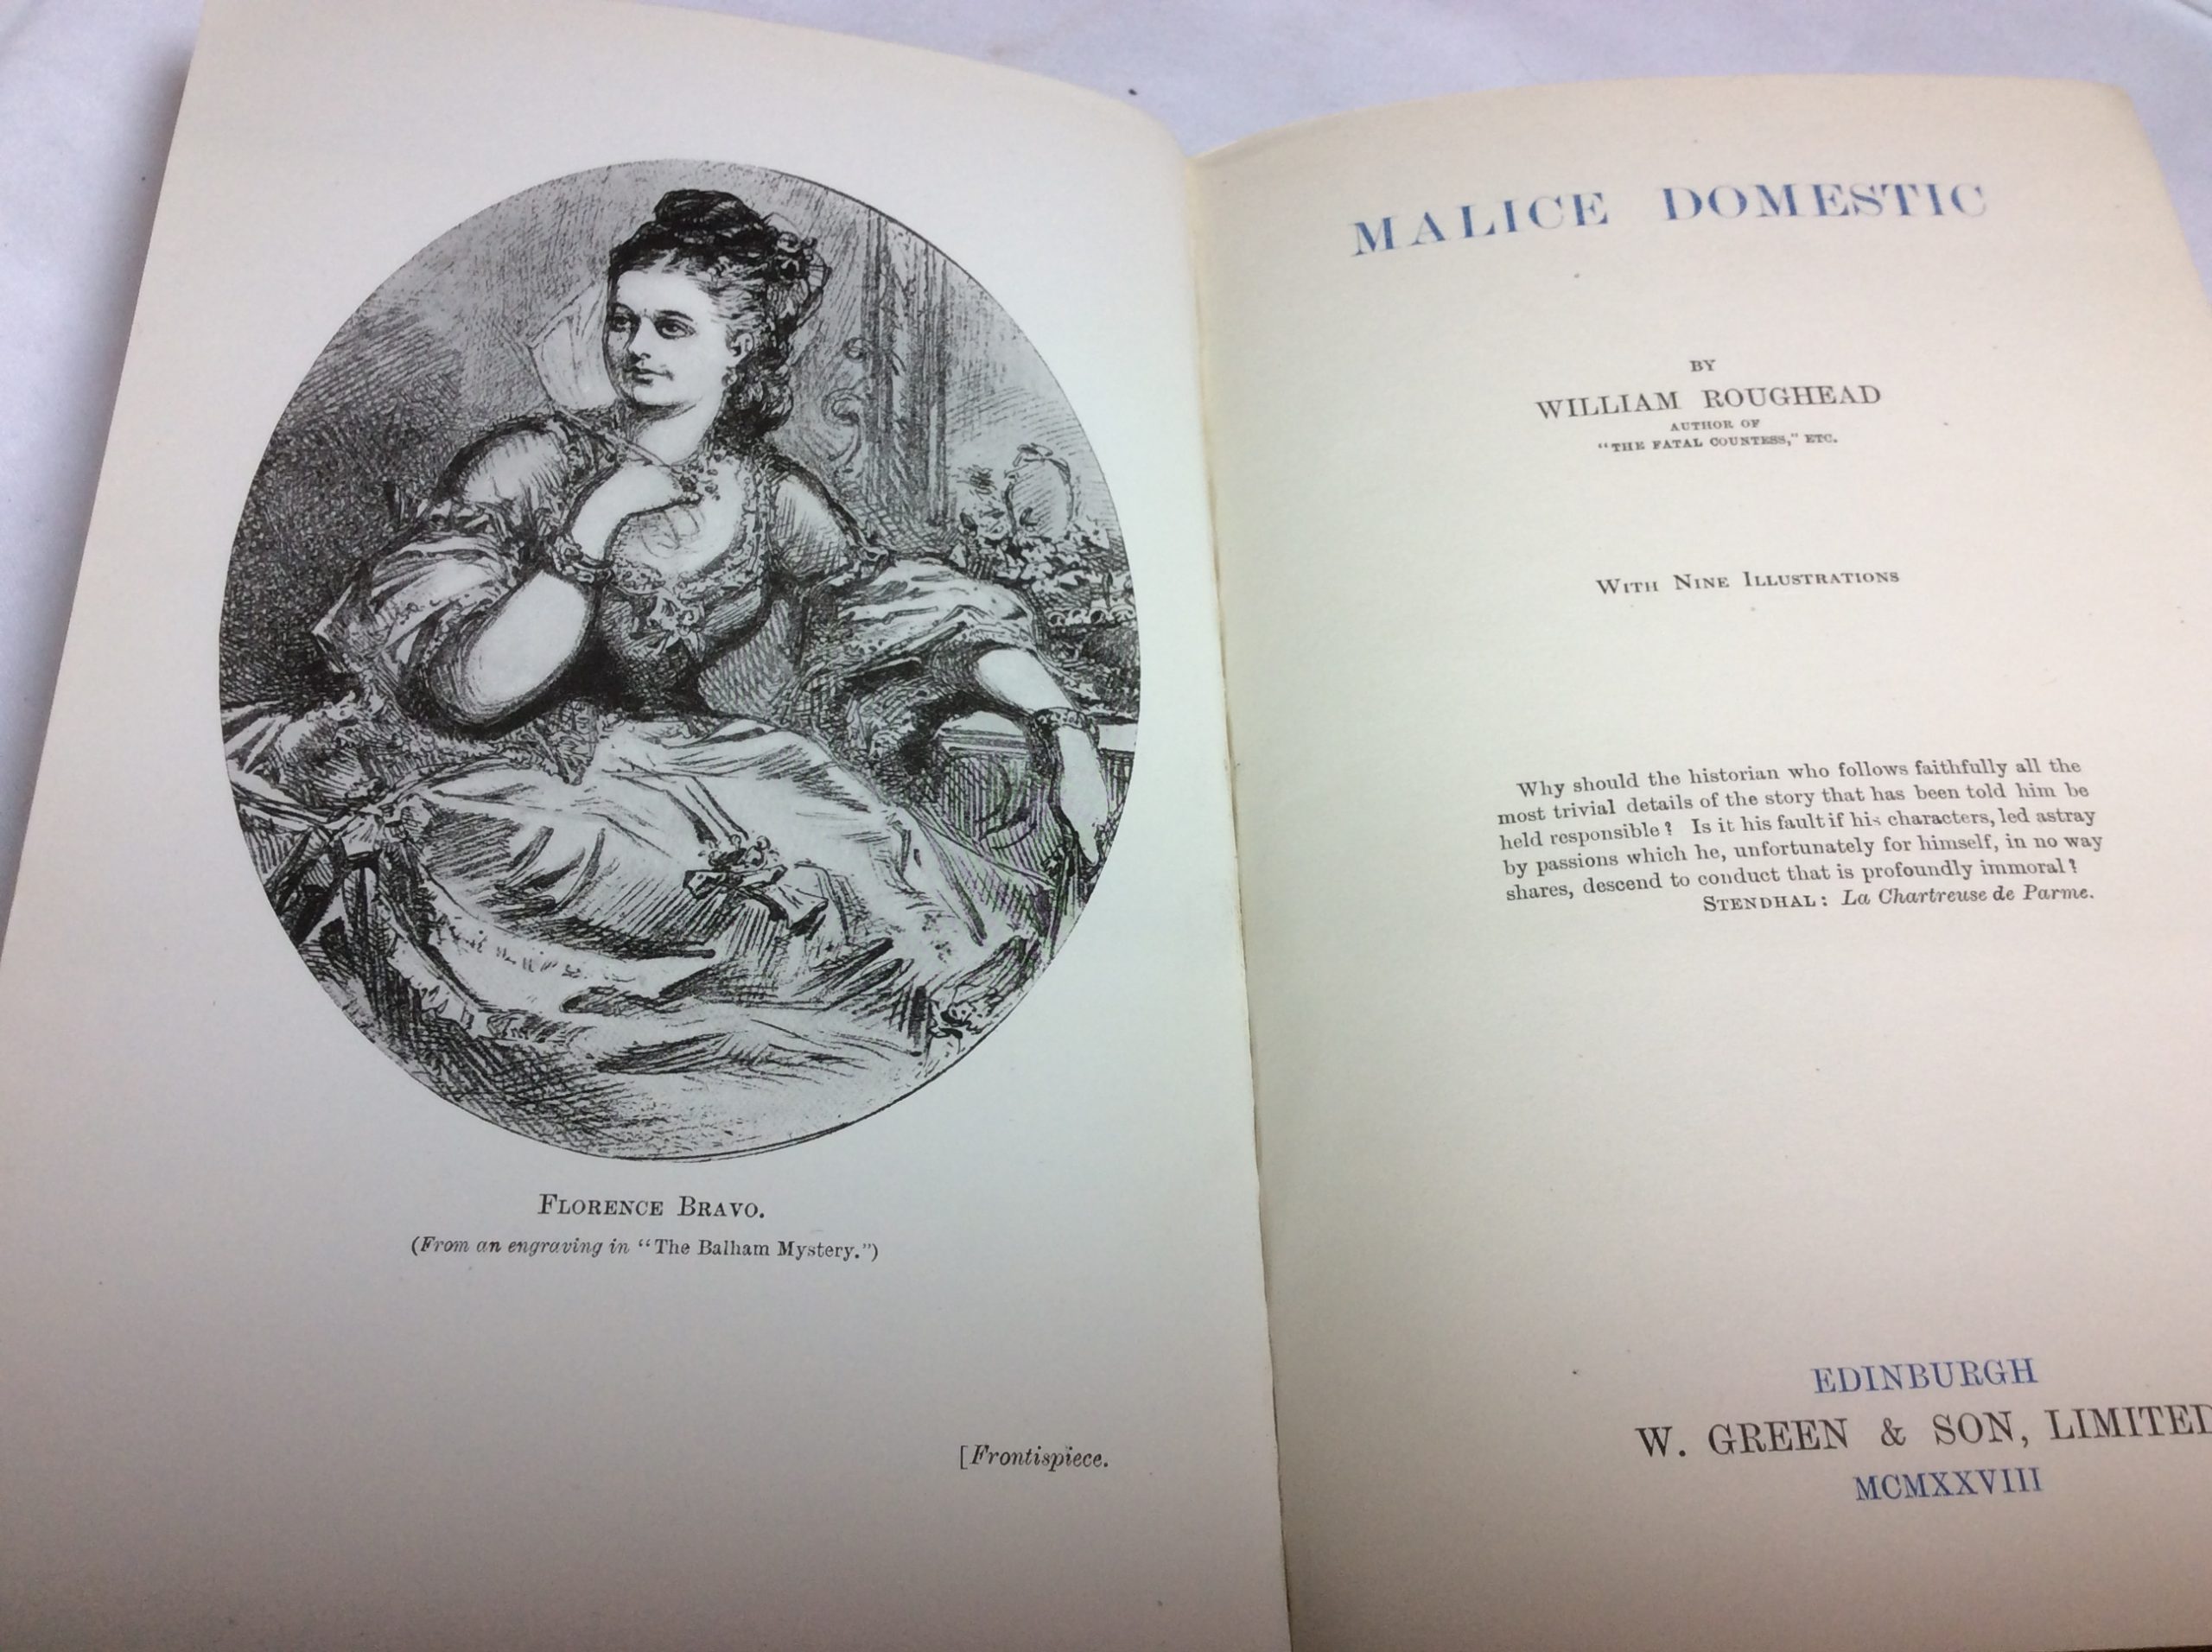 FLORENCE BRAVO.
(From an engraving in "The Balham Mystery.")
[Frontispiece.
MALICE DOMESTIC
BY
WILLIAM ROUGHEAD
AUTHOR OF
"THE FATAL COUNTESS," ETC.
WITH NINE ILLUSTRATIONS
Why should the historian who follows faithfully all the
most trivial details of the story that has been told him be
held responsible? Is it his fault if his characters, led astray
by passions which he, unfortunately for himself, in no way
shares, descend to conduct that is profoundly immoral?
STENDHAL: La Chartreuse de Parme.
EDINBURGH
W. GREEN & SON, LIMITED
MCMXXVIII